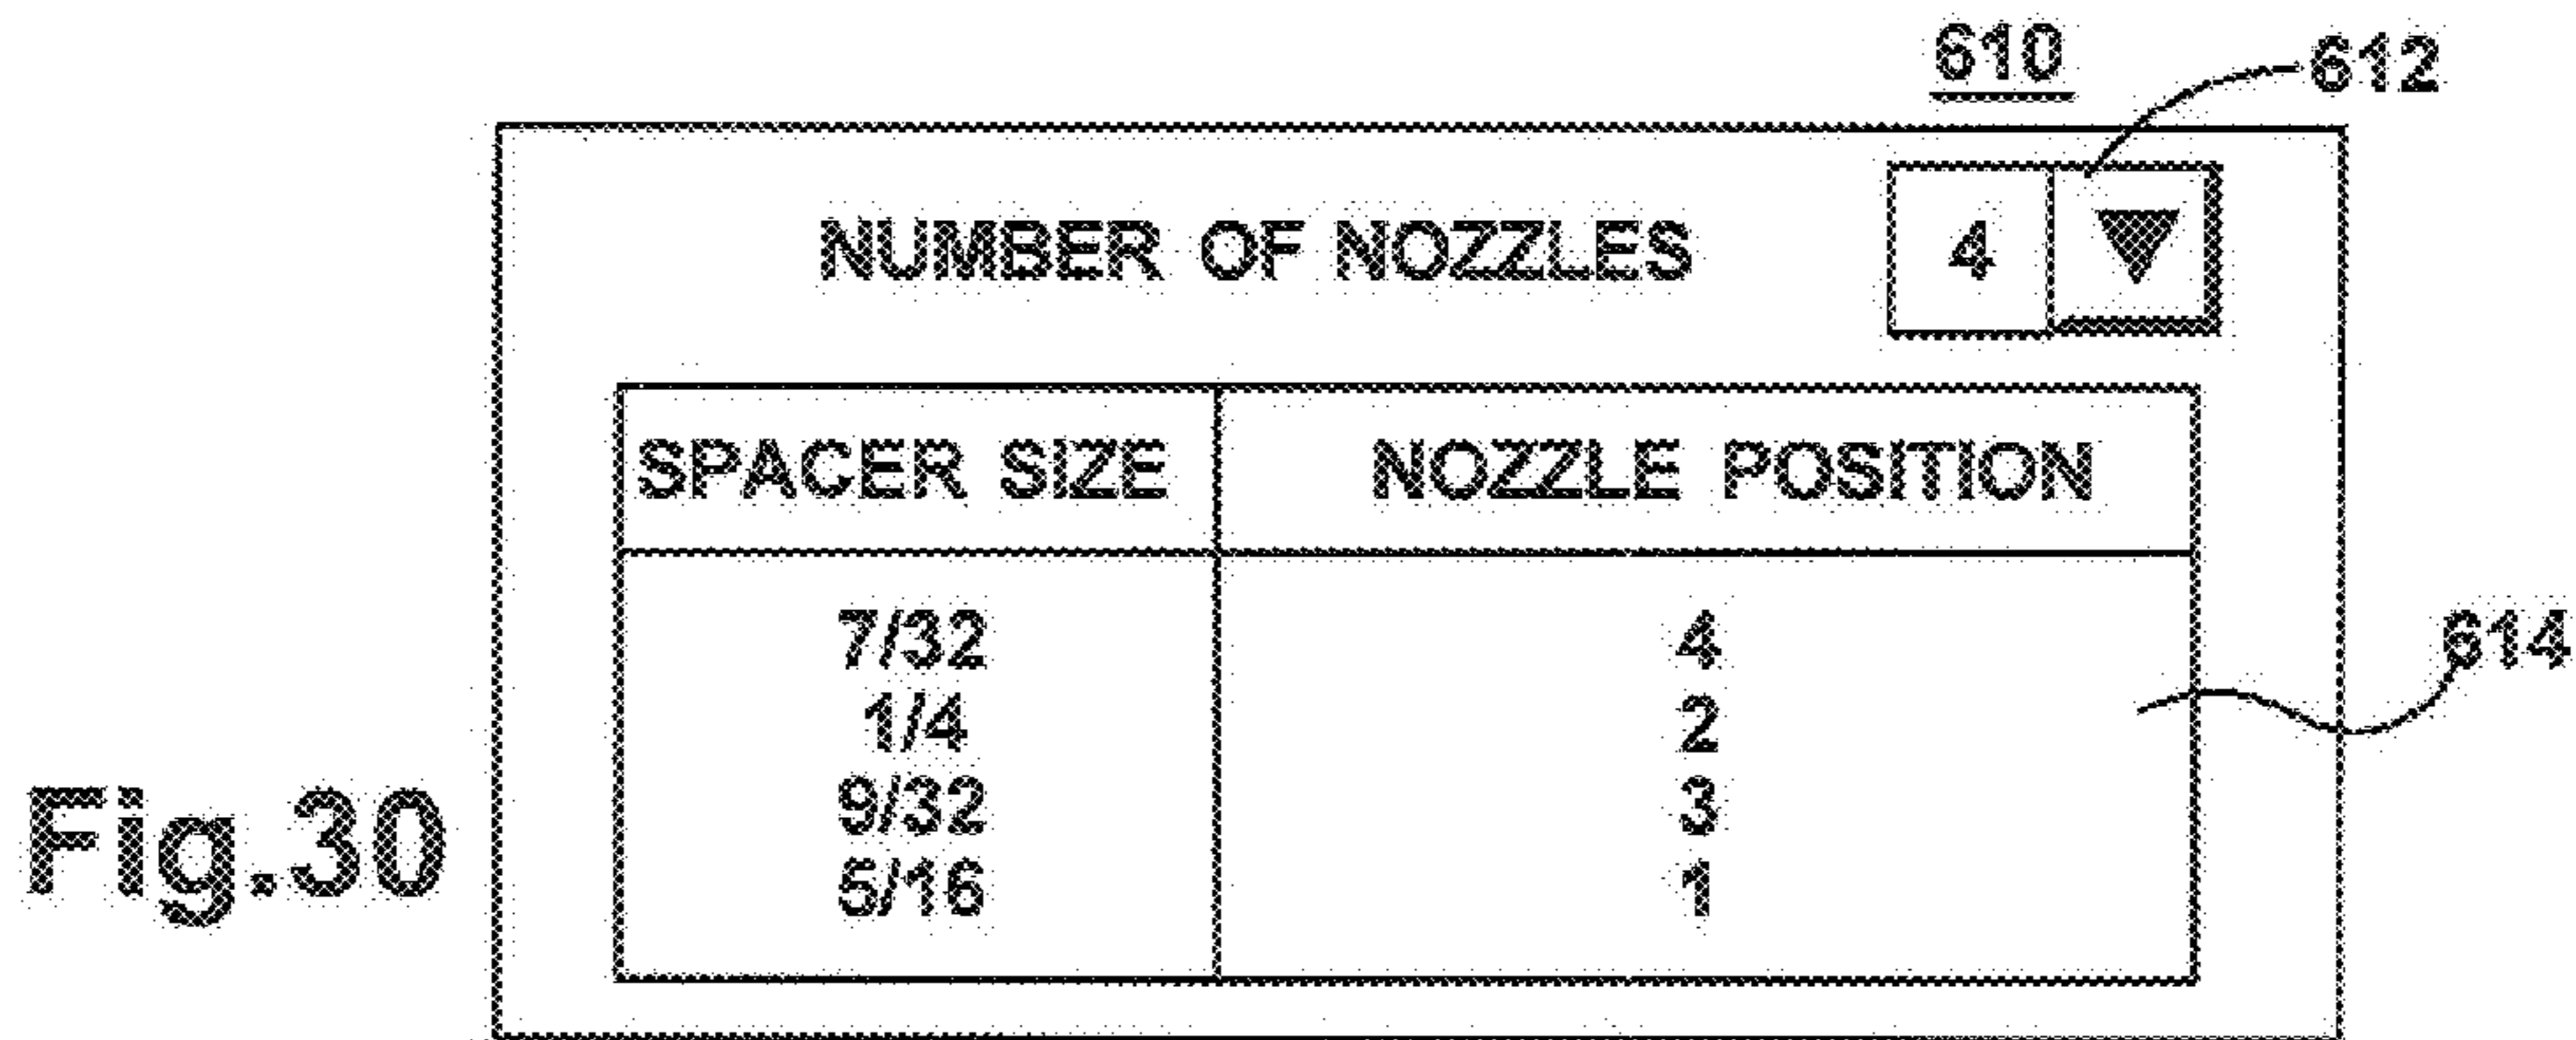 610
612
NUMBER OF NOZZLES 4
SPACER SIZE NOZZLE POSITION
7/32 4
614
1/4 2
9/32 3
5/16 1
Fig.30